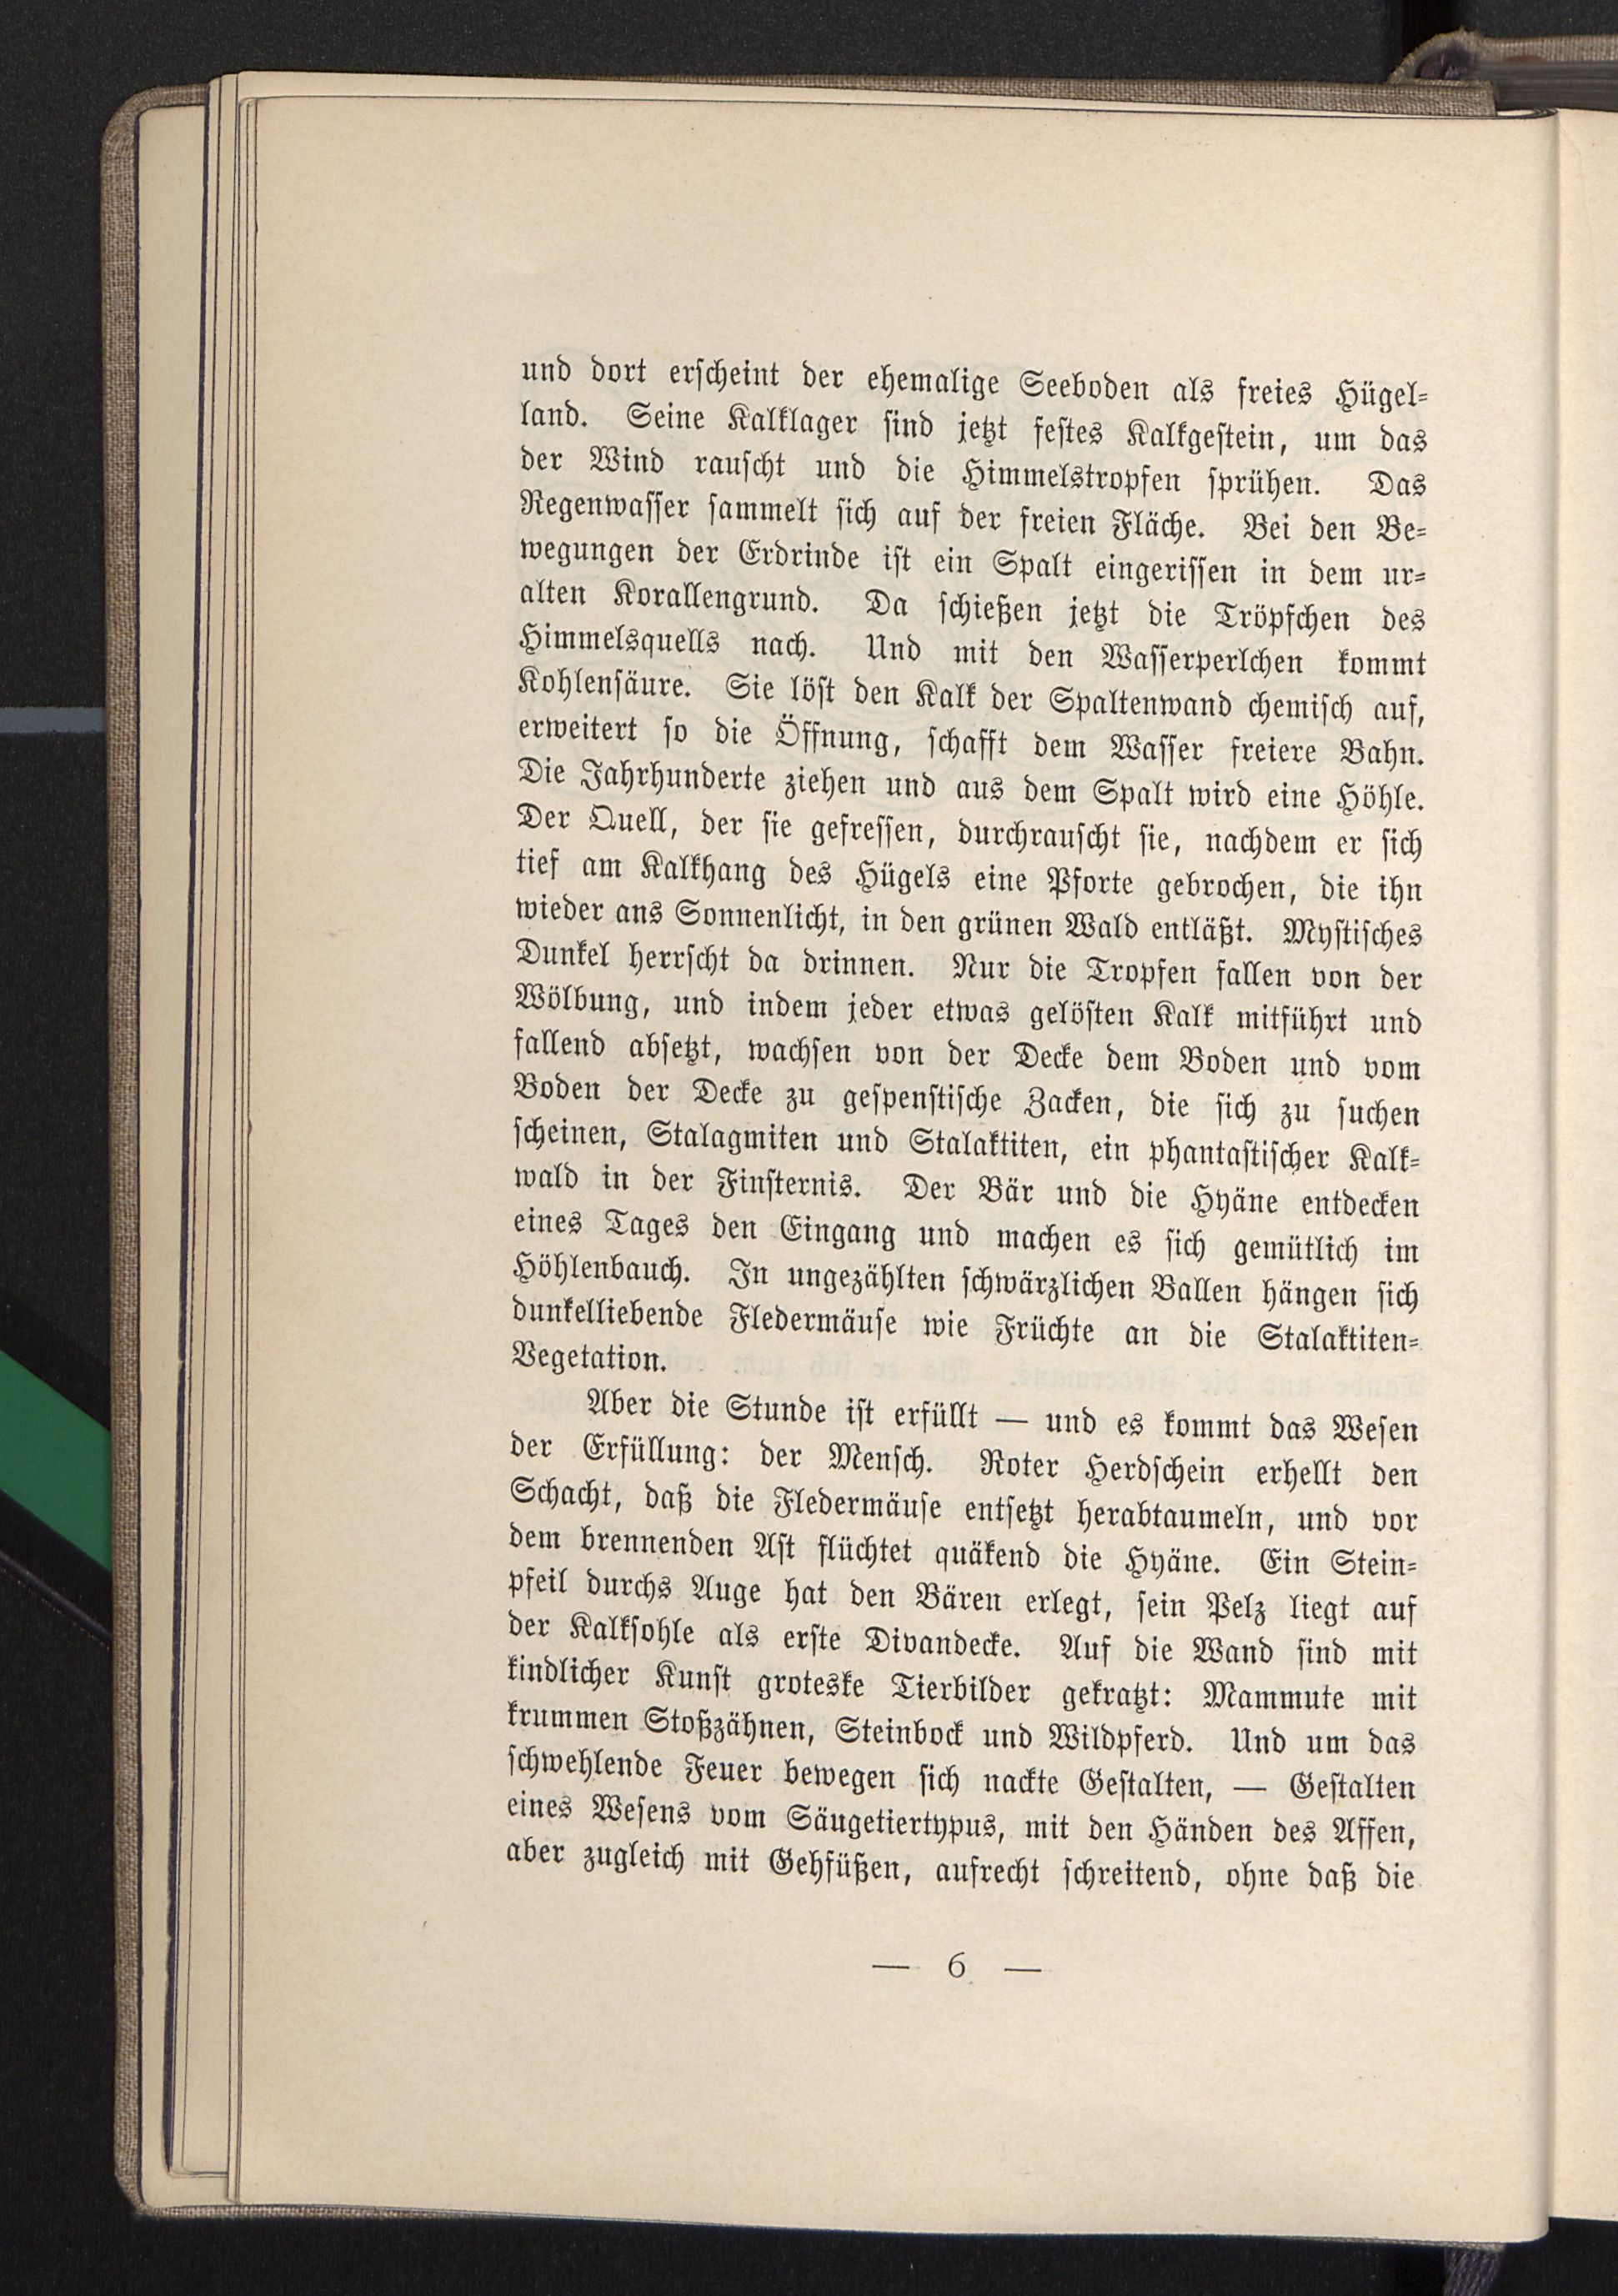 und dort erscheint der ehemalige Seeboden als freies Hügel-
land. Seine Kalklager sind jetzt festes Kalkgestein, um das
der Wind rauscht und die Himmelstropfen sprühen. Das
Regenwasser sammelt sich auf der freien Fläche. Bei den Be-
wegungen der Erdrinde ist ein Spalt eingerissen in dem ur-
alten Korallengrund. Da schießen jetzt die Tröpfchen des
Himmelsquells nach. Und mit den Wasserperlchen kommt
Kohlensäure. Sie löst den Kalk der Spaltenwand chemisch auf,
erweitert so die Öffnung, schafft dem Wasser freiere Bahn.
Die Jahrhunderte ziehen und aus dem Spalt wird eine Höhle.
Der Quell, der sie gefressen, durchrauscht sie, nachdem er sich
tief am Kalkhang des Hügels eine Pforte gebrochen, die ihn
wieder ans Sonnenlicht, in den grünen Wald entläßt. Mystisches
Dunkel herrscht da drinnen. Nur die Tropfen fallen von der
Wölbung, und indem jeder etwas gelösten Kalk mitführt und
fallend absetzt, wachsen von der Decke dem Boden und vom
Boden der Decke zu gespenstische Zacken, die sich zu suchen
scheinen, Stalagmiten und Stalaktiten, ein phantastischer Kalk-
wald in der Finsternis. Der Bär und die Hyäne entdecken
eines Tages den Eingang und machen es sich gemütlich im
Höhlenbauch. In ungezählten schwärzlichen Ballen hängen sich
dunkelliebende Fledermäuse wie Früchte an die Stalaktiten-
Vegetation.
Aber die Stunde ist erfüllt — und es kommt das Wesen
der Erfüllung: der Mensch. Roter Herdschein erhellt den
Schacht, daß die Fledermäuse entsetzt herabtaumeln, und vor
dem brennenden Ast flüchtet quäkend die Hyäne. Ein Stein-
pfeil durchs Auge hat den Bären erlegt, sein Pelz liegt auf
der Kalksohle als erste Divandecke. Auf die Wand sind mit
kindlicher Kunst groteske Tierbilder gekratzt: Mammute mit
krummen Stoßzähnen, Steinbock und Wildpferd. Und um das
schwehlende Feuer bewegen sich nackte Gestalten, — Gestalten
eines Wesens vom Säugetiertypus, mit den Händen des Affen,
aber zugleich mit Gehfüßen, aufrecht schreitend, ohne daß die
— 6 —